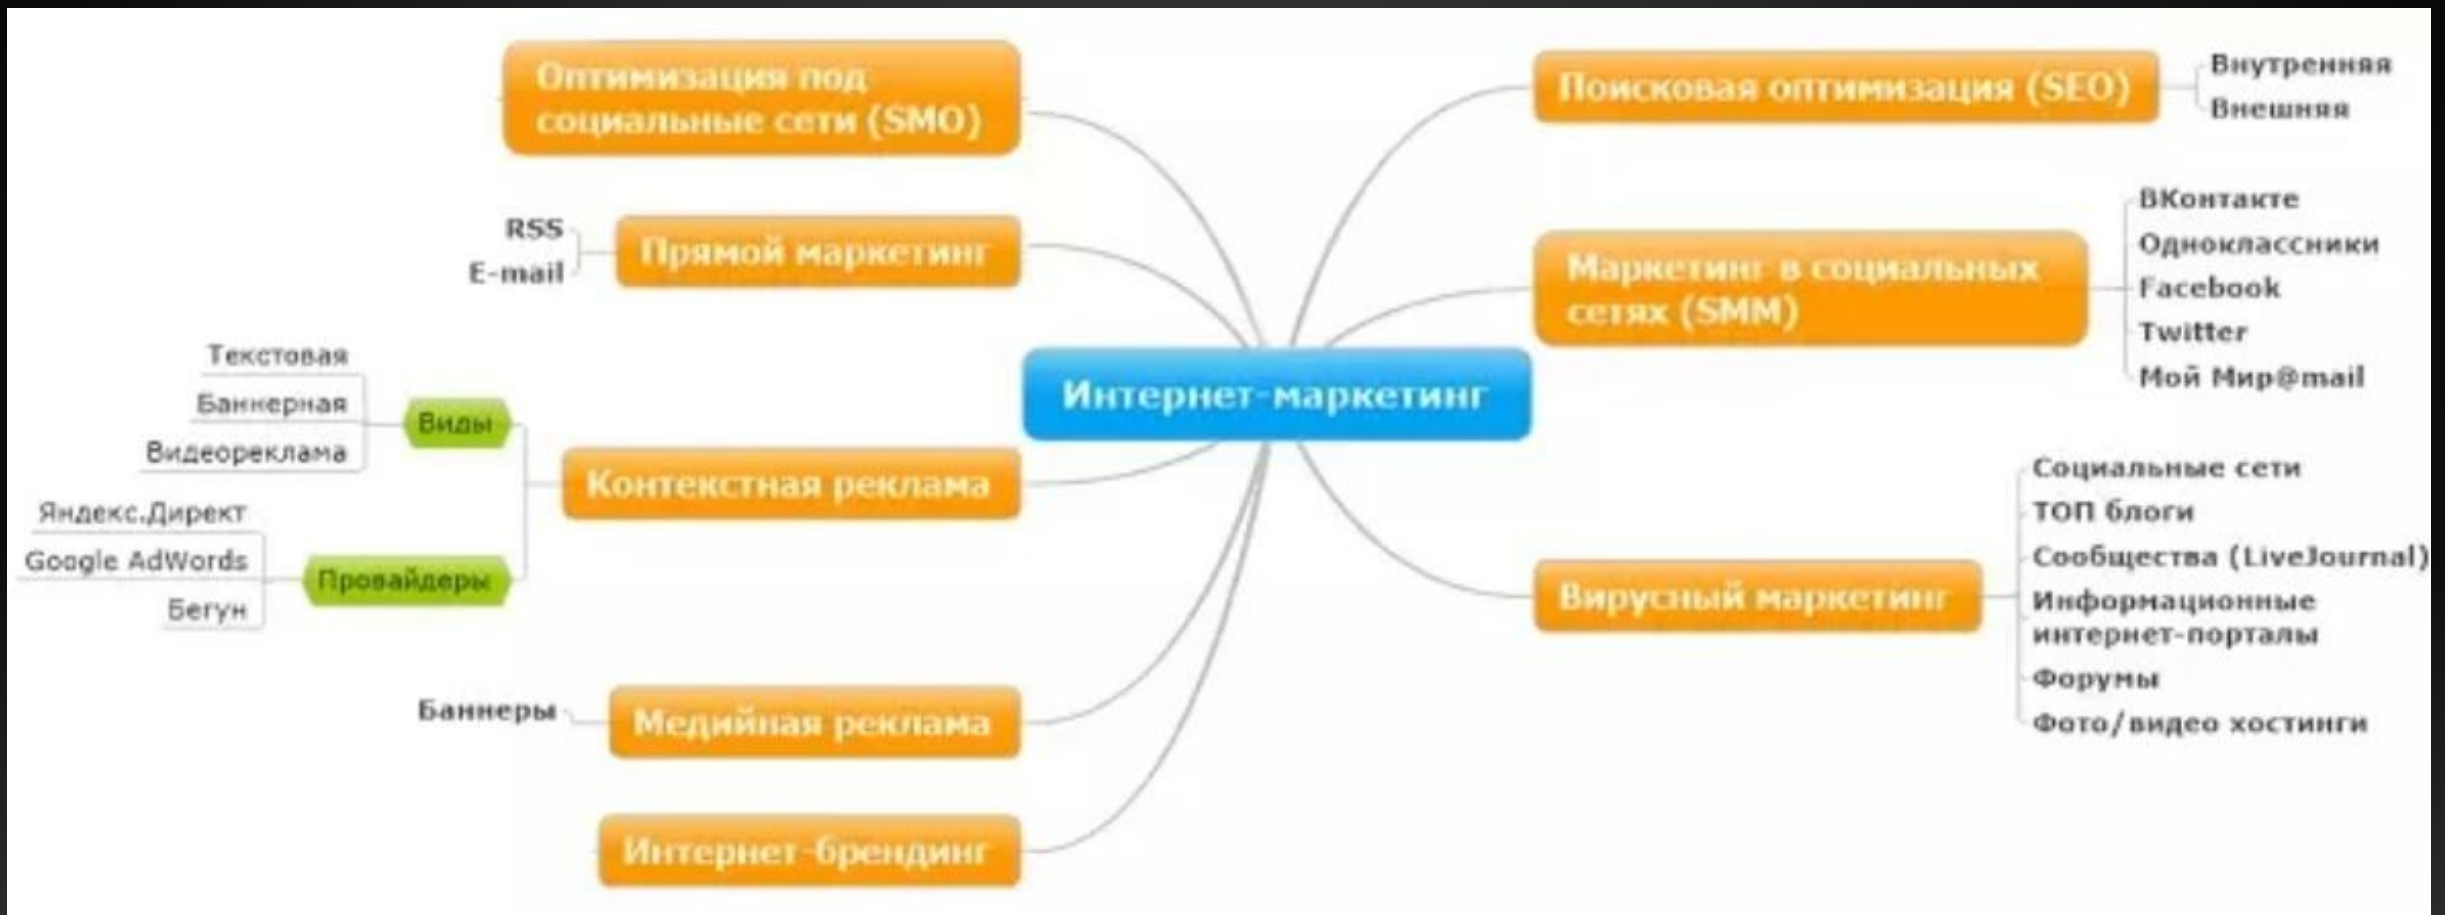 Оптимизация под
социальные сети (SMO)
RSS
E-mail
Прямой маркетинг
Текстовая
Баннерная
Видеореклама
Виды
Яндекс.Директ
Google AdWords
Бегун
Провайдеры
Контекстная реклама
Баннеры
Медийная реклама
Интернет-брендинг
Интернет-маркетинг
Поисковая оптимизация (SEO)
Внутренняя
Внешняя
Маркетинг в социальных
сетях (SMM)
ВКонтакте
Одноклассники
Facebook
Twitter
Мой Мир@mail
Вирусный маркетинг
Социальные сети
ТОП блоги
Сообщества (LiveJournal)
Информационные
интернет-порталы
Форумы
Фото/видео хостинги